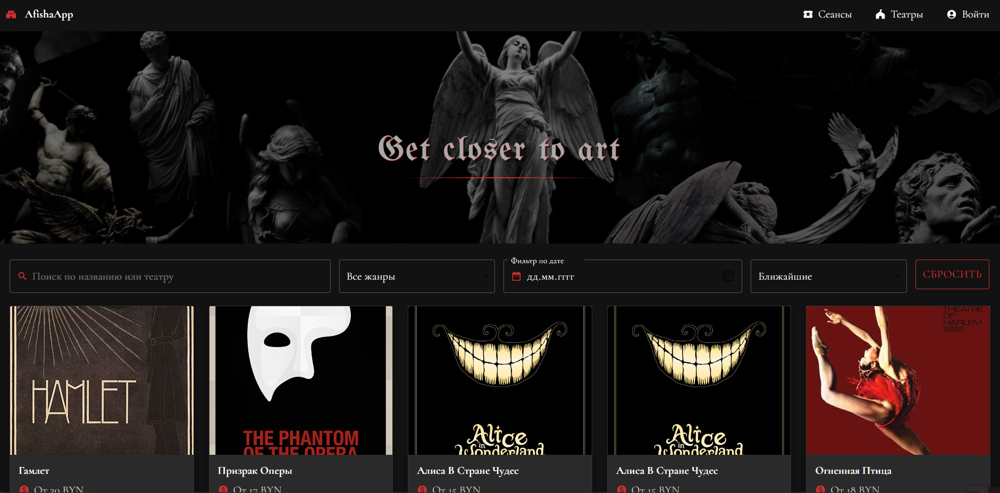 AfishaApp
Сеансы
Театры
Войти
Get closer to art
Поиск по названию или театру
Все жанры
Фильтр по дате
дд.мм.гггг
Ближайшие
СБРОСИТЬ
HAMLET
THE PHANTOM
OF THE OPERA
Alice
in
Wonderland
Alice
in
Wonderland
THEATRE
OF
HARLEM
1982
Гамлет
Призрак Оперы
Алиса В Стране Чудес
Алиса В Стране Чудес
Огненная Птица
От 30 BYN
От 17 BYN
От 15 BYN
От 15 BYN
От 18 BYN